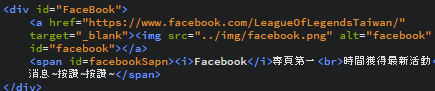 <div id="FaceBook">
<a href="https://www.facebook.com/LeagueOfLegendsTaiwan/"
target="_blank"><img src="../img/facebook.png" alt="facebook"
id="facebook"></a>
<span id=facebookSapn><i>Facebook</i>專頁第一<br>時間獲得最新活動
消息~按讚~按讚~</span>
</div>